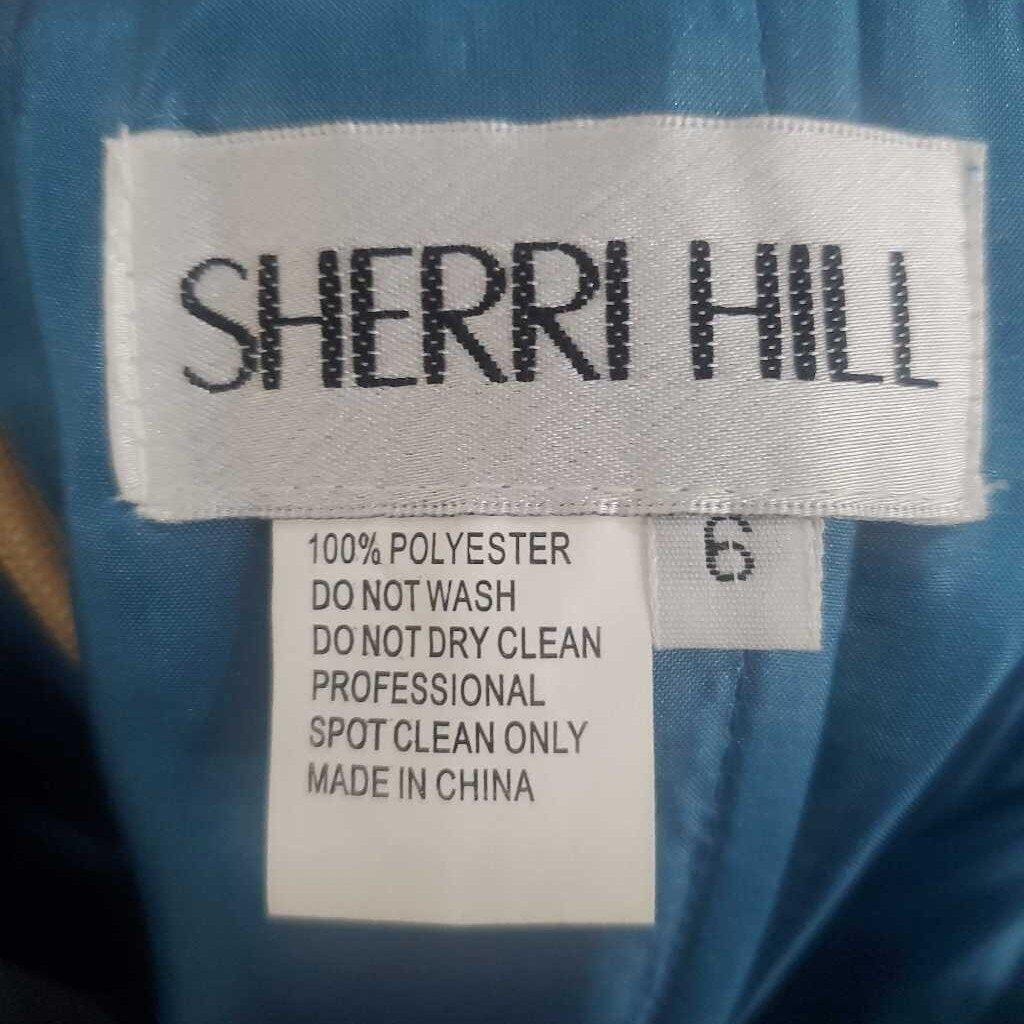 SHERRI HILL
6
100% POLYESTER
DO NOT WASH
DO NOT DRY CLEAN
PROFESSIONAL
SPOT CLEAN ONLY
MADE IN CHINA